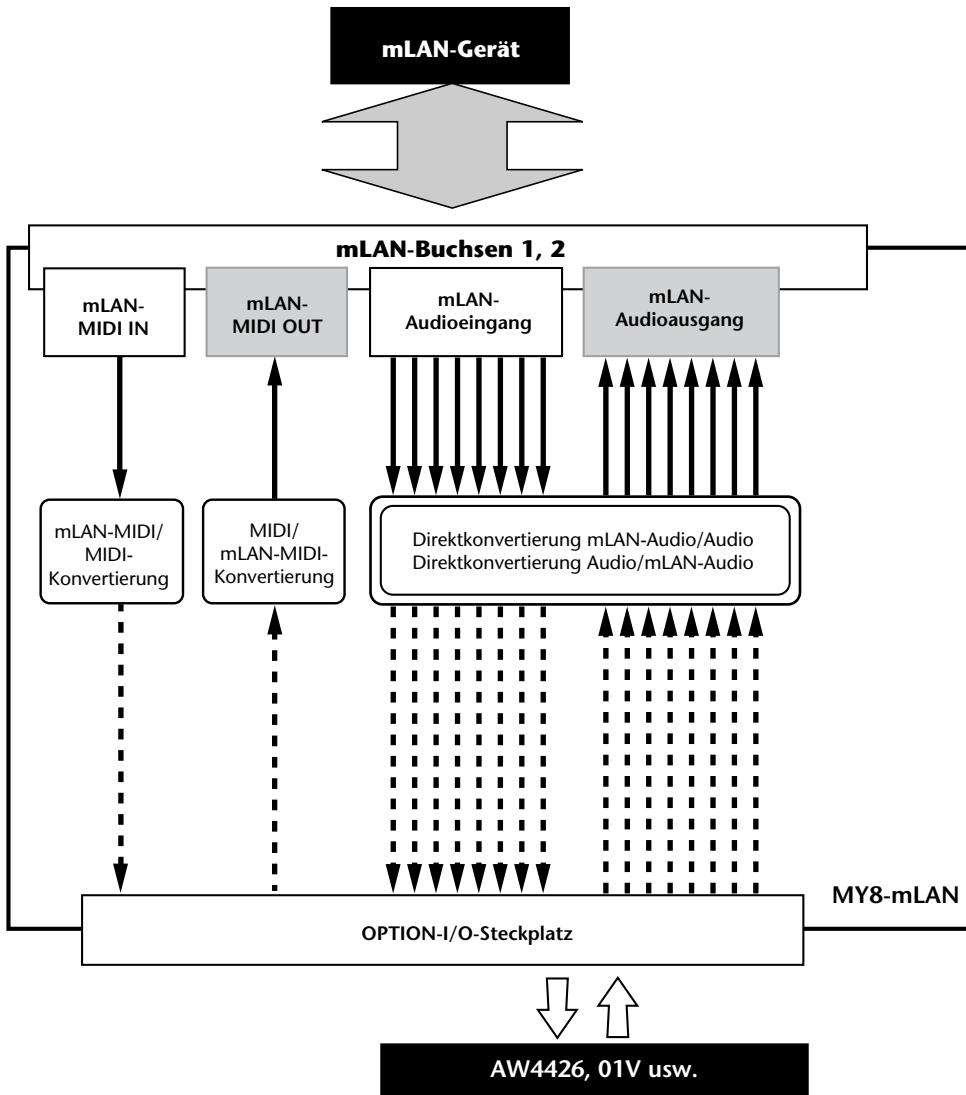 mLAN-Gerät
mLAN-Buchsen 1, 2
mLAN-
MIDI IN
mLAN-
MIDI OUT
mLAN-
Audioeingang
mLAN-
Audioausgang
mLAN-MIDI/
MIDI-
Konvertierung
MIDI/
mLAN-MIDI-
Konvertierung
Direktkonvertierung mLAN-Audio/Audio
Direktkonvertierung Audio/mLAN-Audio
MY8-mLAN
OPTION-I/O-Steckplatz
AW4426, 01V usw.